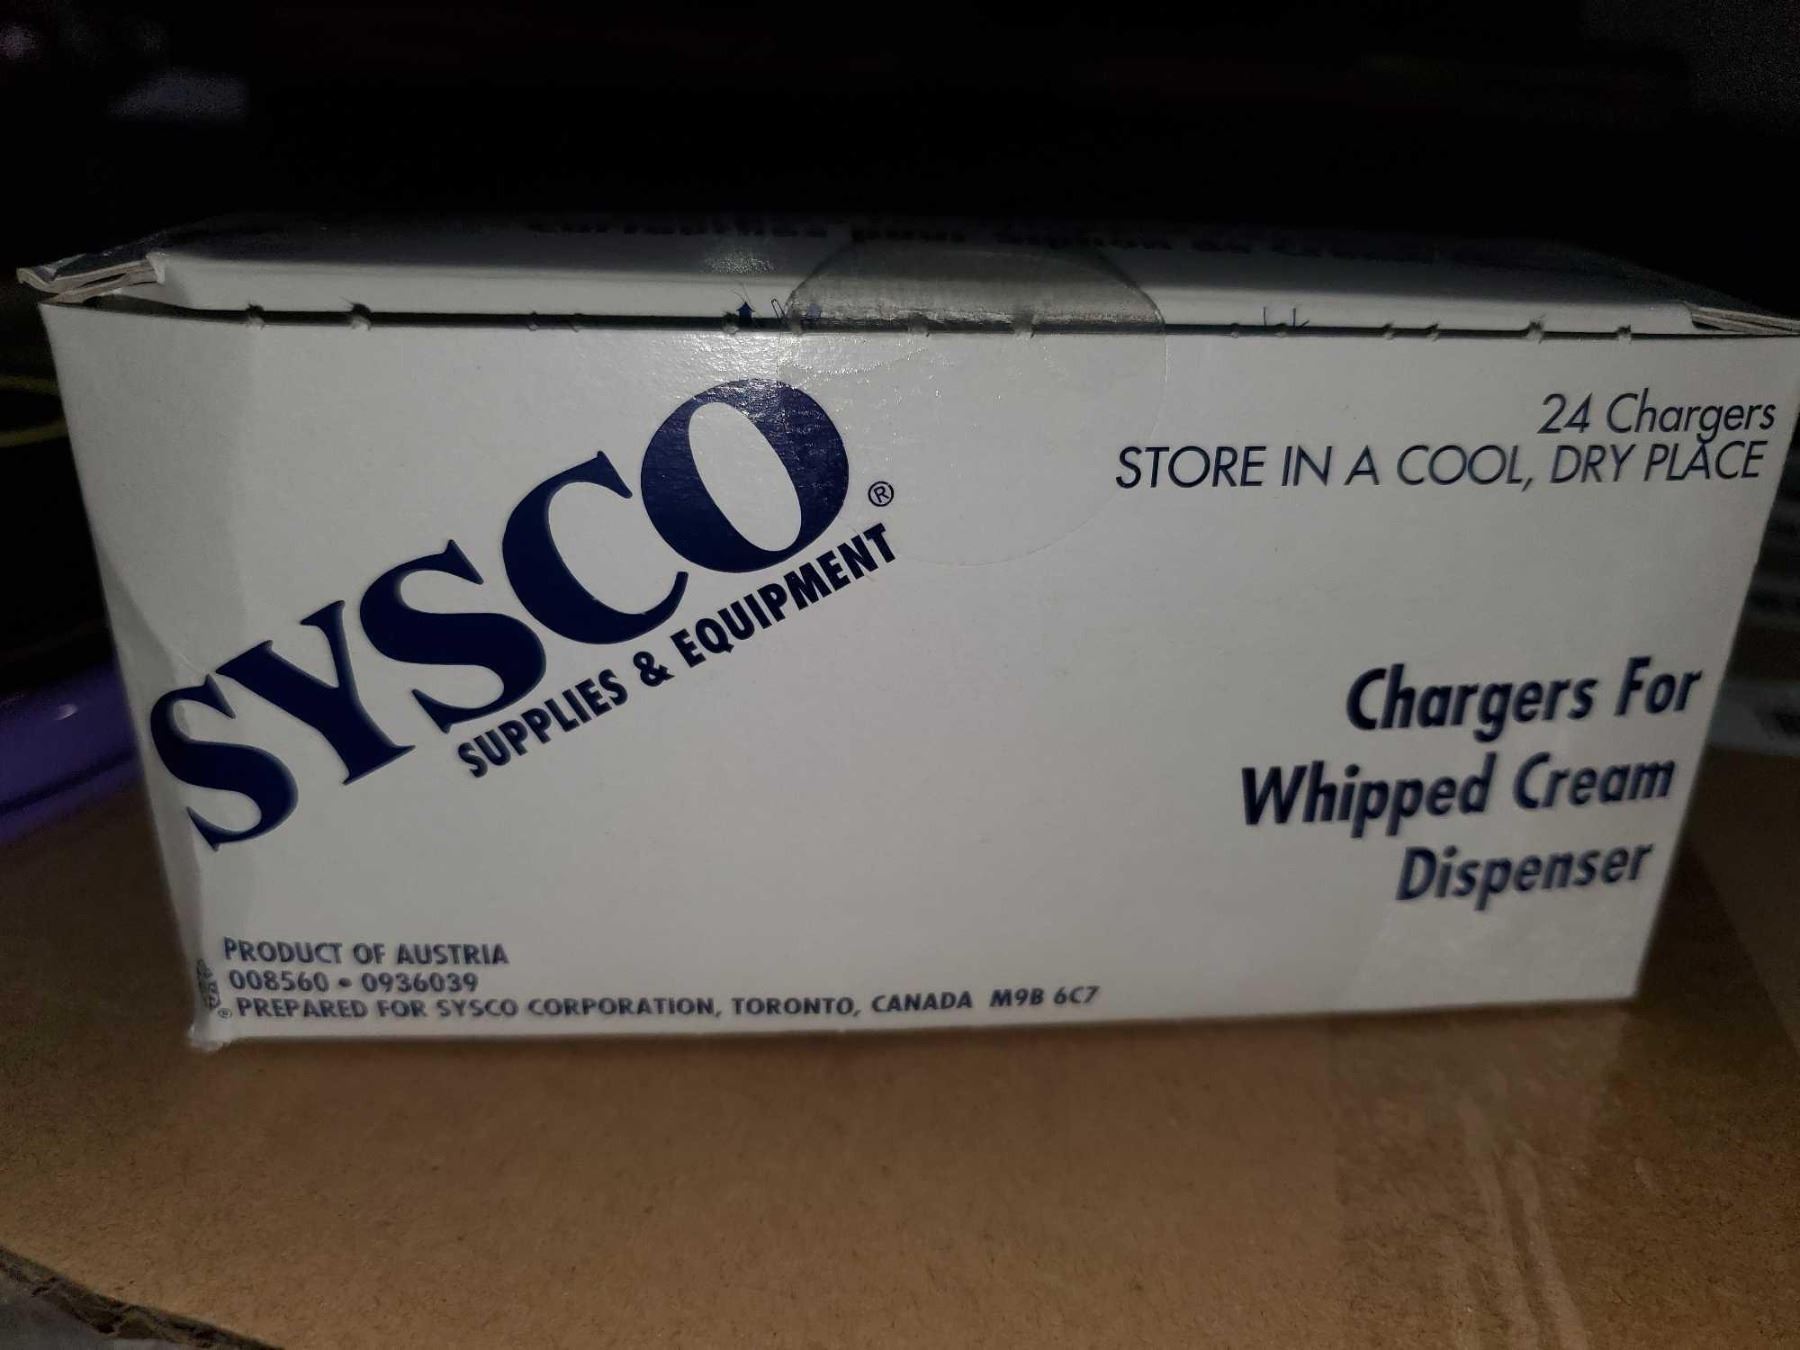 SYSCO®
SUPPLIES & EQUIPMENT
24 Chargers
STORE IN A COOL, DRY PLACE
Chargers For
Whipped Cream
Dispenser
PRODUCT OF AUSTRIA
008560 • 0936039
® PREPARED FOR SYSCO CORPORATION, TORONTO, CANADA M9B 6C7